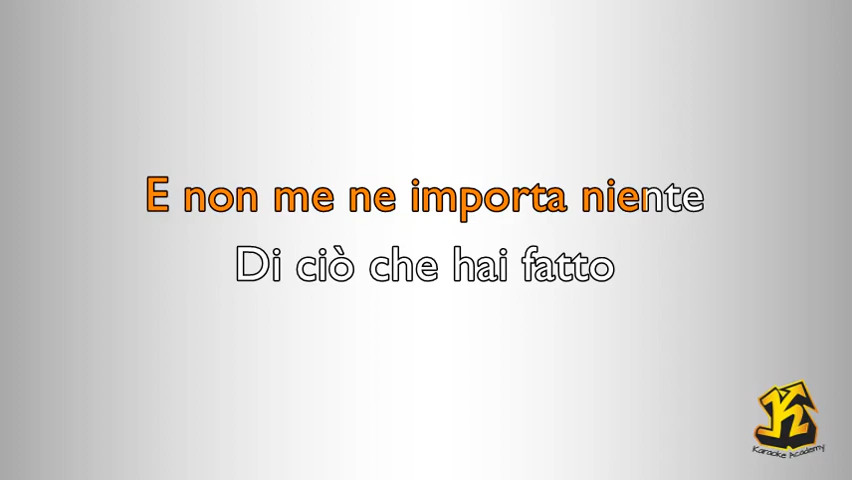 E non me ne importa niente
Di ciò che hai fatto
K
Karaoke Academy